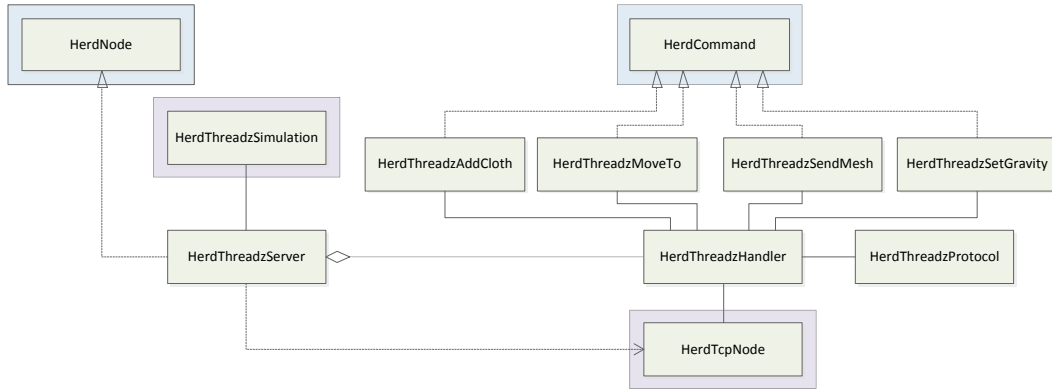 HerdNode
HerdCommand
HerdThreadzSimulation
HerdThreadzAddCloth
HerdThreadzMoveTo
HerdThreadzSendMesh
HerdThreadzSetGravity
HerdThreadzServer
HerdThreadzHandler
HerdThreadzProtocol
HerdTcpNode